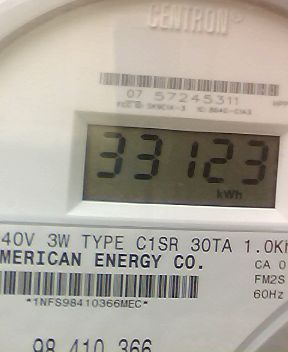 CENTRON
07 57245311
33123
kWh
40V 3W TYPE C1SR 30TA 1.0K
MERICAN ENERGY CO.
CA 0
FM2S
60Hz
*1NFS98410366MEC*
98 410 366